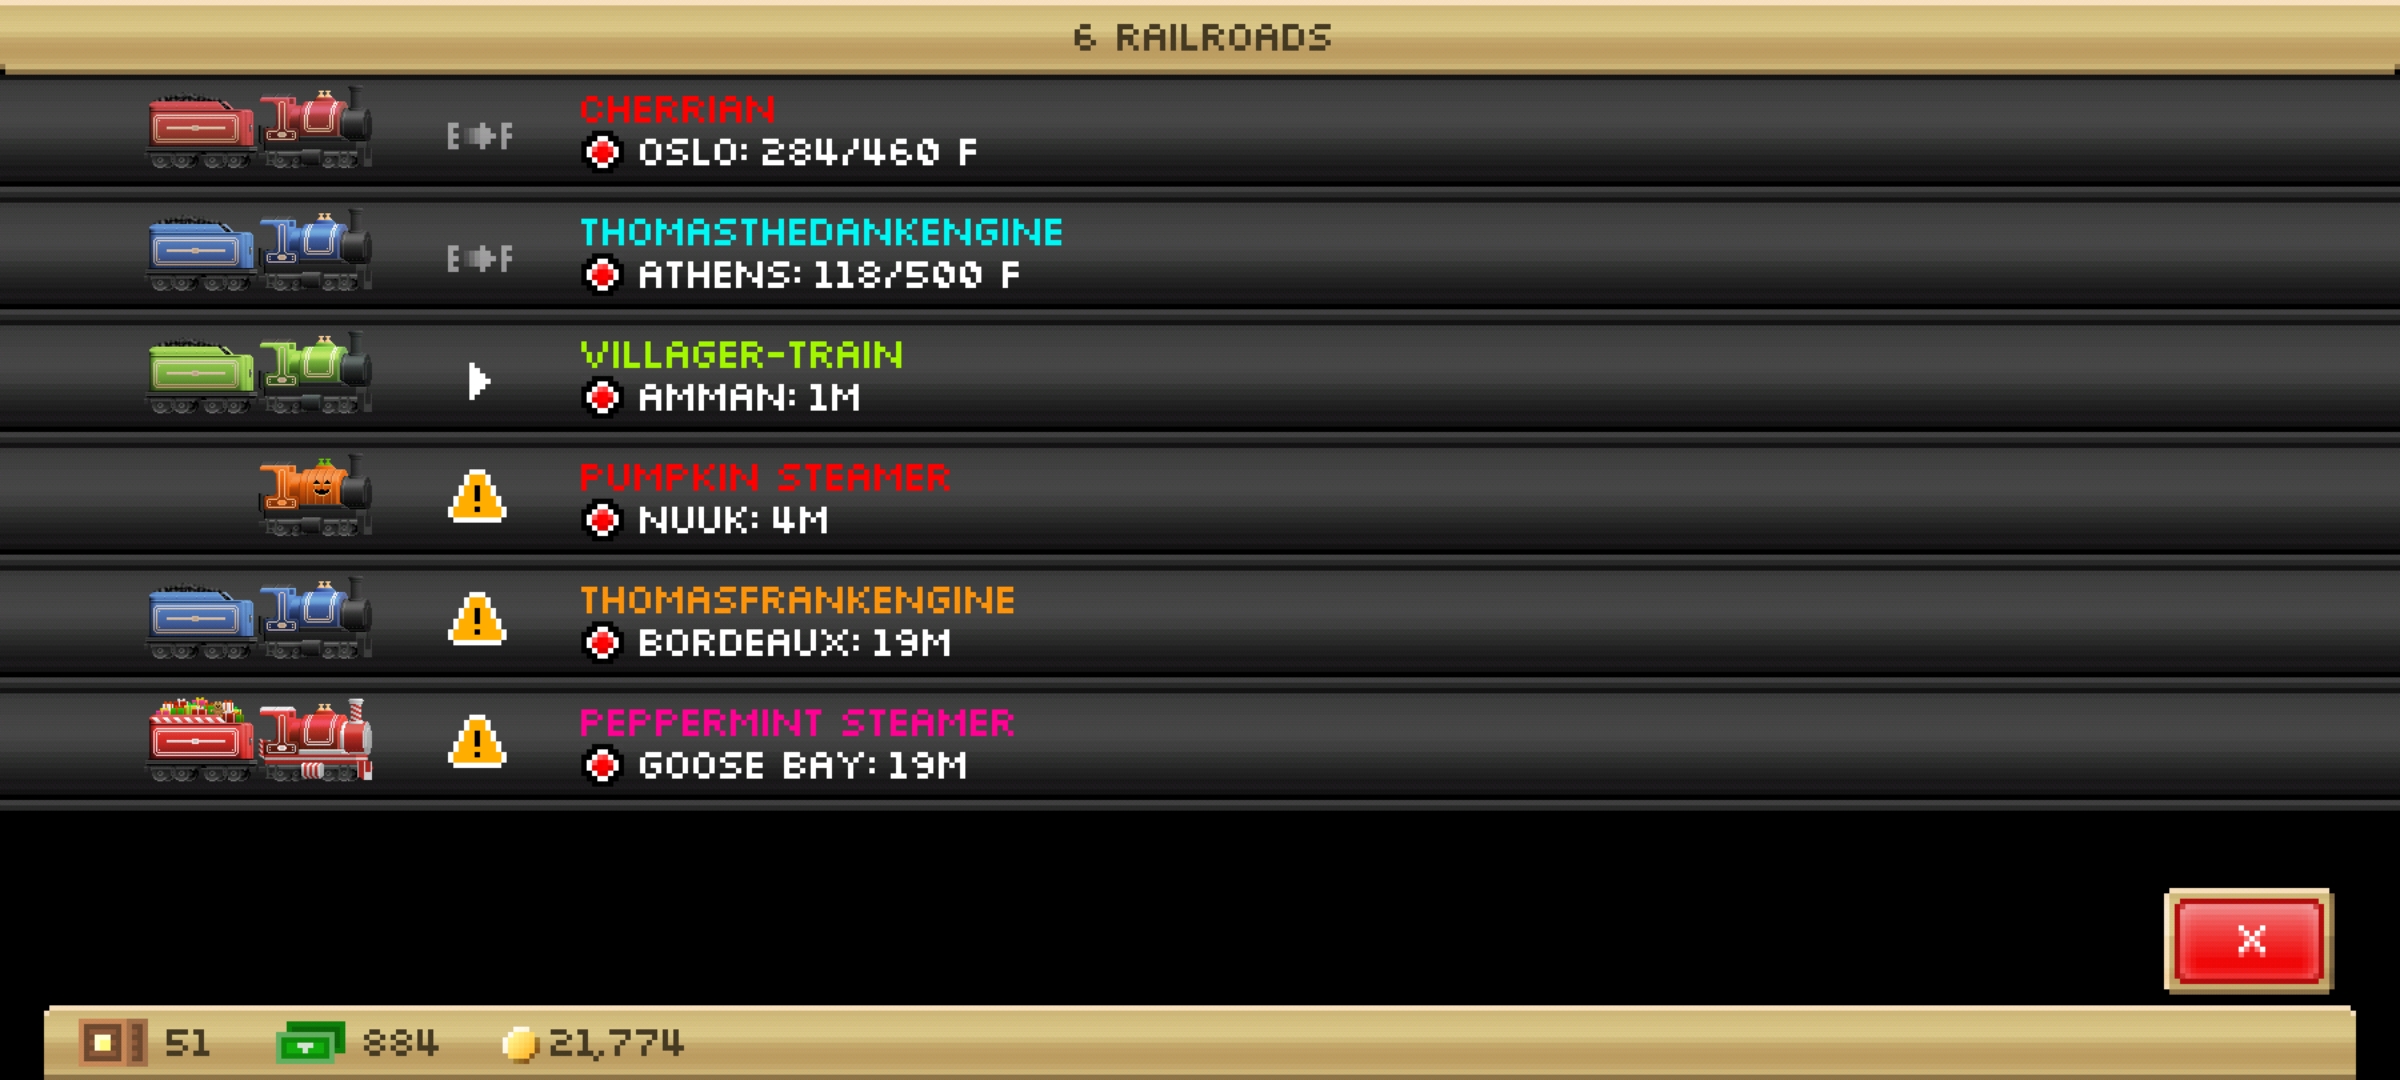 6 RAILROADS
CHERRIAN
E F
OSLO: 284/460 F
THOMASTHEDANKENGINE
E F
ATHENS: 118/500 F
VILLAGER-TRAIN
AMMAN: 1M
PUMPKIN STEAMER
NUUK: 4M
THOMASFRANKENGINE
BORDEAUX: 19M
PEPPERMINT STEAMER
GOOSE BAY: 19M
X
51 884 21,774